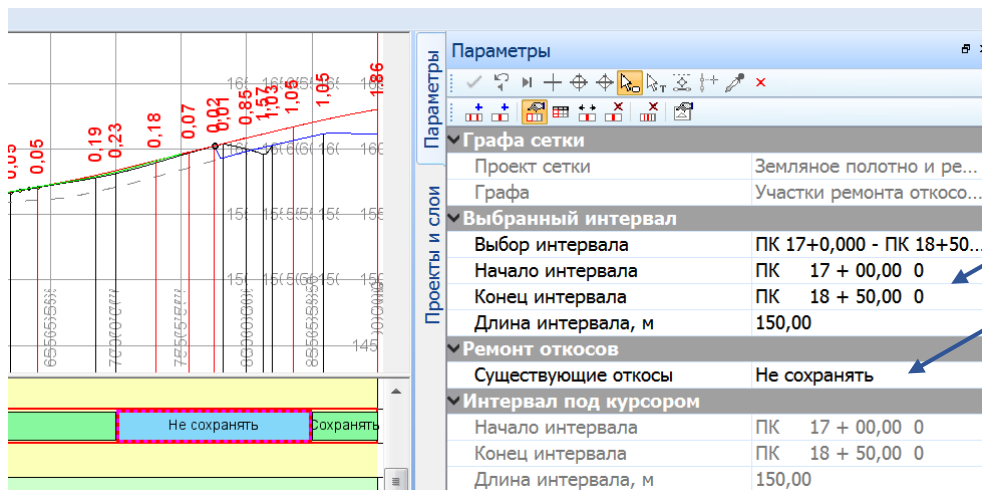 Параметры
Параметры
Проекты и слои
Графа сетки
Проект сетки Земляное полотно и ре...
Графа Участки ремонта откосо...
Выбранный интервал
Выбор интервала ПК 17+0,000 - ПК 18+50...
Начало интервала ПК 17 + 00,00 0
Конец интервала ПК 18 + 50,00 0
Длина интервала, м 150,00
Ремонт откосов
Существующие откосы Не сохранять
Интервал под курсором
Начало интервала ПК 17 + 00,00 0
Конец интервала ПК 18 + 50,00 0
Длина интервала, м 150,00
0,05
0,05
0,19
0,23
0,18
0,07
0,02
0,01
0,85
1,57
1,03
1,05
1,05
1,86
Не сохранять
Сохранять